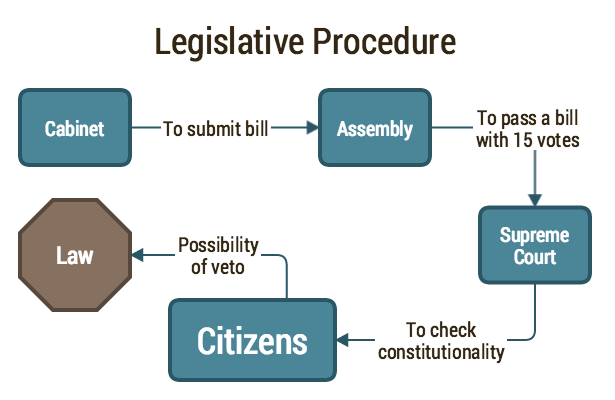 Legislative Procedure
Cabinet
To submit bill
Assembly
To pass a bill
with 15 votes
Supreme
Court
To check
constitutionality
Citizens
Possibility
of veto
Law